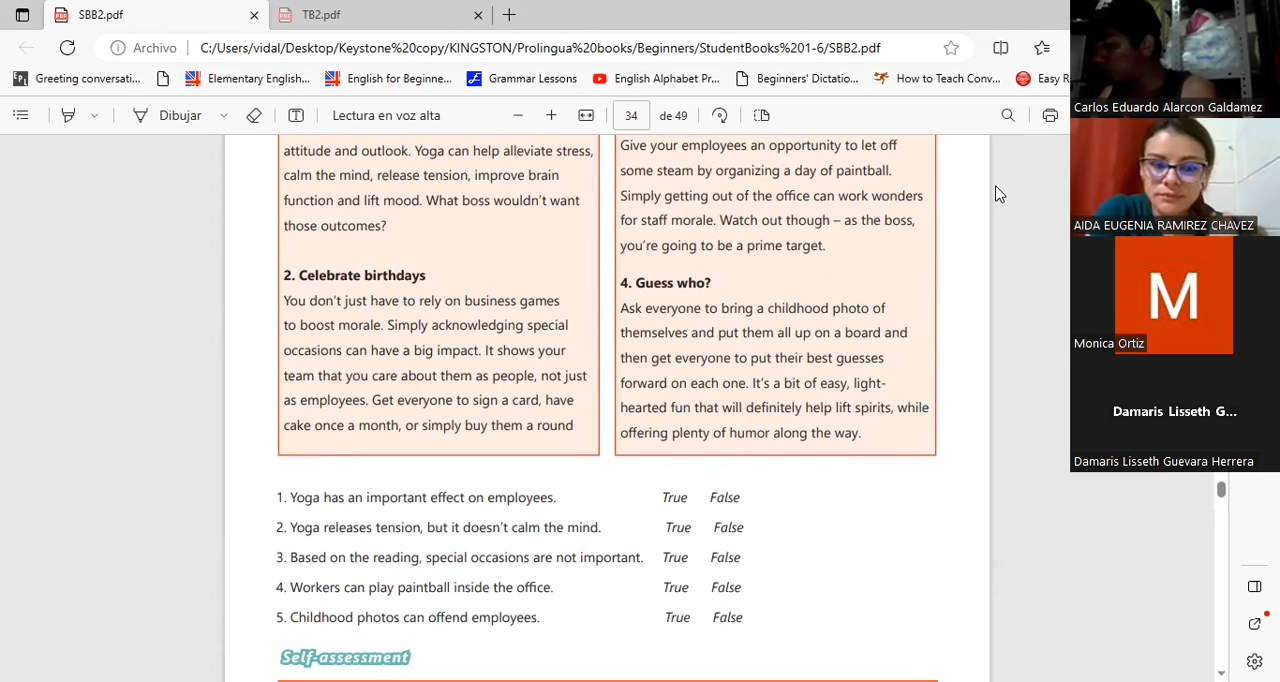 SBB2.pdf
TB2.pdf
Archivo
C:/Users/vidal/Desktop/Keystone%20copy/KINGSTON/Prolingua%20books/Beginners/StudentBooks%201-6/SBB2.pdf
Greeting conversati...
Elementary English...
English for Beginne...
Grammar Lessons
English Alphabet Pr...
Beginners' Dictatio...
How to Teach Conv...
Easy R
Dibujar
Lectura en voz alta
34
de 49
attitude and outlook. Yoga can help alleviate stress,
calm the mind, release tension, improve brain
function and lift mood. What boss wouldn't want
those outcomes?
2. Celebrate birthdays
You don't just have to rely on business games
to boost morale. Simply acknowledging special
occasions can have a big impact. It shows your
team that you care about them as people, not just
as employees. Get everyone to sign a card, have
cake once a month, or simply buy them a round
Give your employees an opportunity to let off
some steam by organizing a day of paintball.
Simply getting out of the office can work wonders
for staff morale. Watch out though – as the boss,
you're going to be a prime target.
4. Guess who?
Ask everyone to bring a childhood photo of
themselves and put them all up on a board and
then get everyone to put their best guesses
forward on each one. It's a bit of easy, light-
hearted fun that will definitely help lift spirits, while
offering plenty of humor along the way.
1. Yoga has an important effect on employees. True False
2. Yoga releases tension, but it doesn't calm the mind. True False
3. Based on the reading, special occasions are not important. True False
4. Workers can play paintball inside the office. True False
5. Childhood photos can offend employees. True False
Self-assessment
Carlos Eduardo Alarcon Galdamez
AIDA EUGENIA RAMIREZ CHAVEZ
M
Monica Ortiz
Damaris Lisseth G...
Damaris Lisseth Guevara Herrera